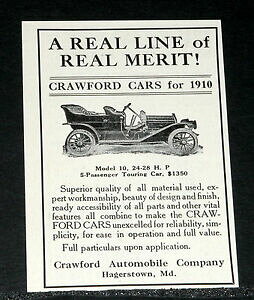 A REAL LINE of
REAL MERIT!
CRAWFORD CARS for 1910
Model 10, 24-28 H. P
5-Passenger Touring Car, $1350
Superior quality of all material used, ex-
pert workmanship, beauty of design and finish,
ready accessibility of all parts and other vital
features all combine to make the CRAW-
FORD CARS unexcelled for reliability, sim-
plicity, for ease in operation and full value.
Full particulars upon application.
Crawford Automobile Company
Hagerstown, Md.